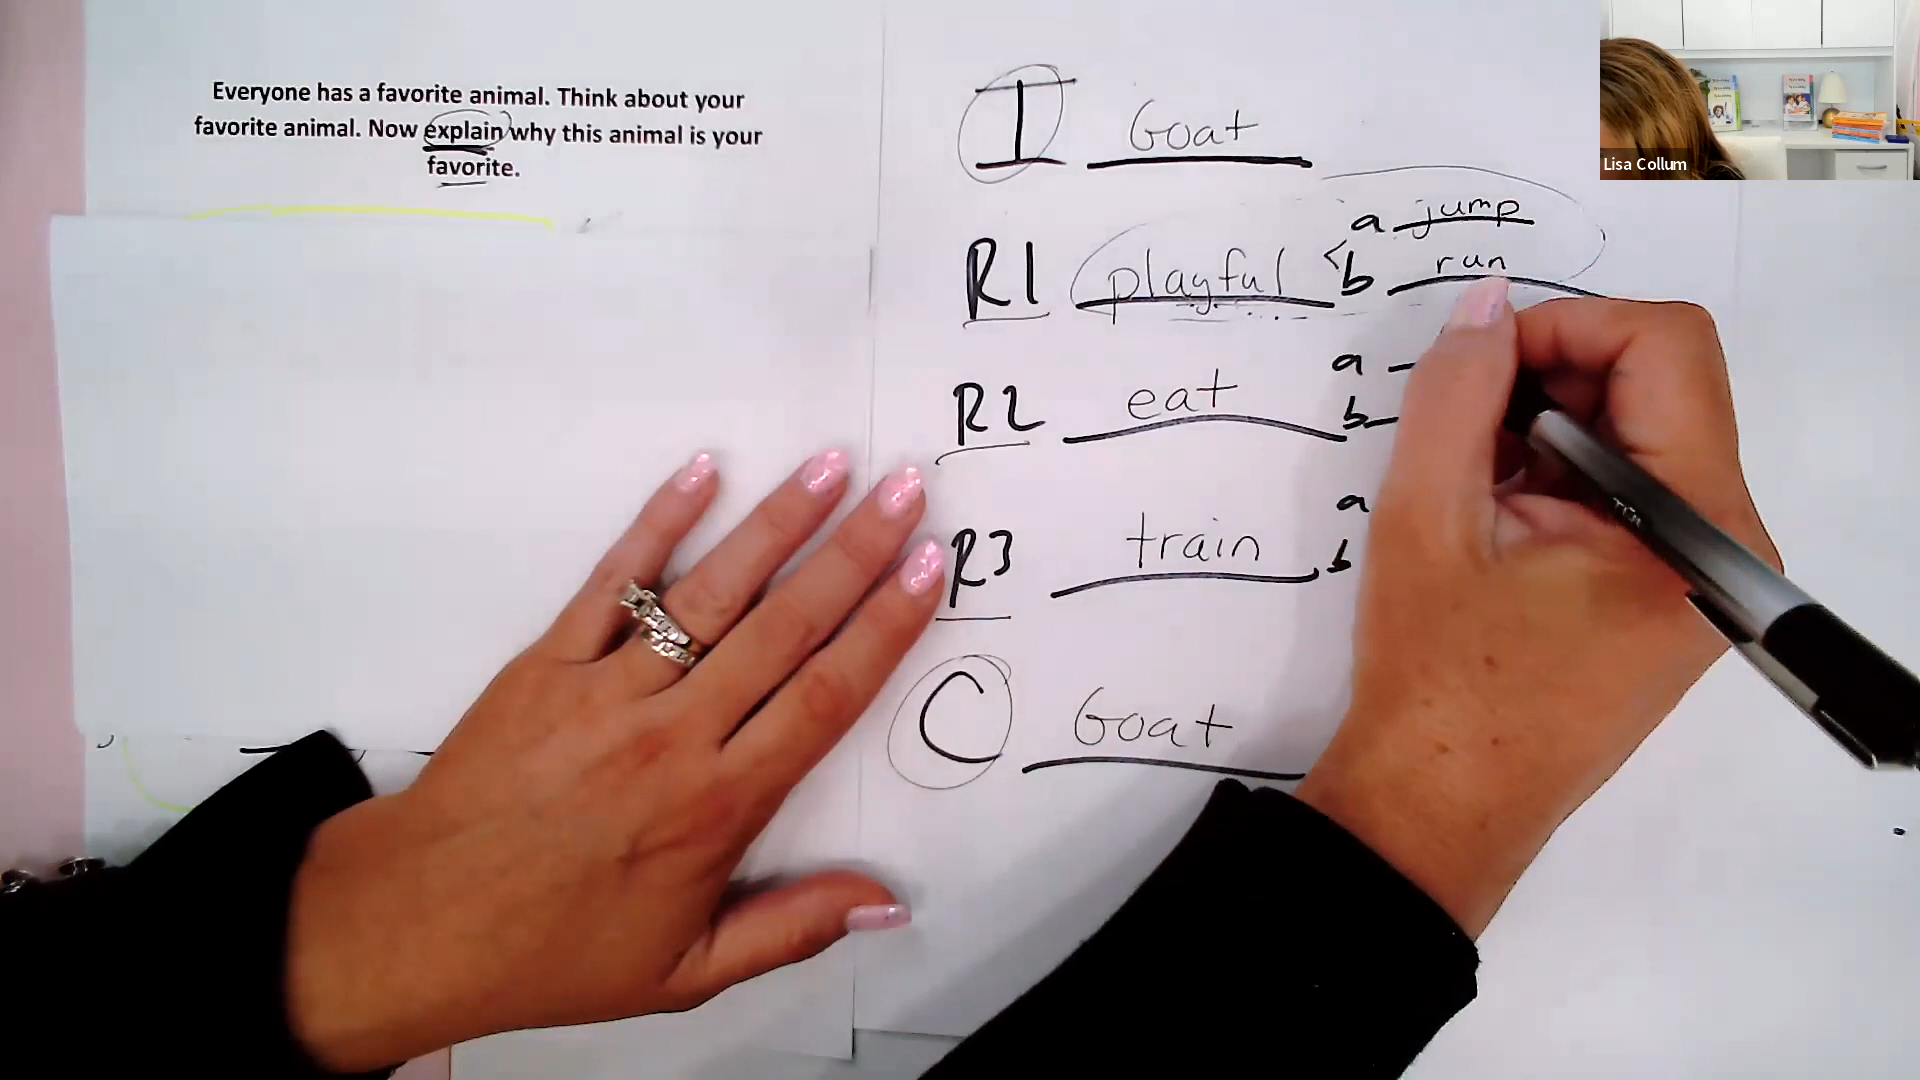 Everyone has a favorite animal. Think about your
favorite animal. Now explain why this animal is your
favorite.
I Goat
R1 playful
a jump
b run
R2 eat
a
b
R3 train
a
b
C Goat
Lisa Collum